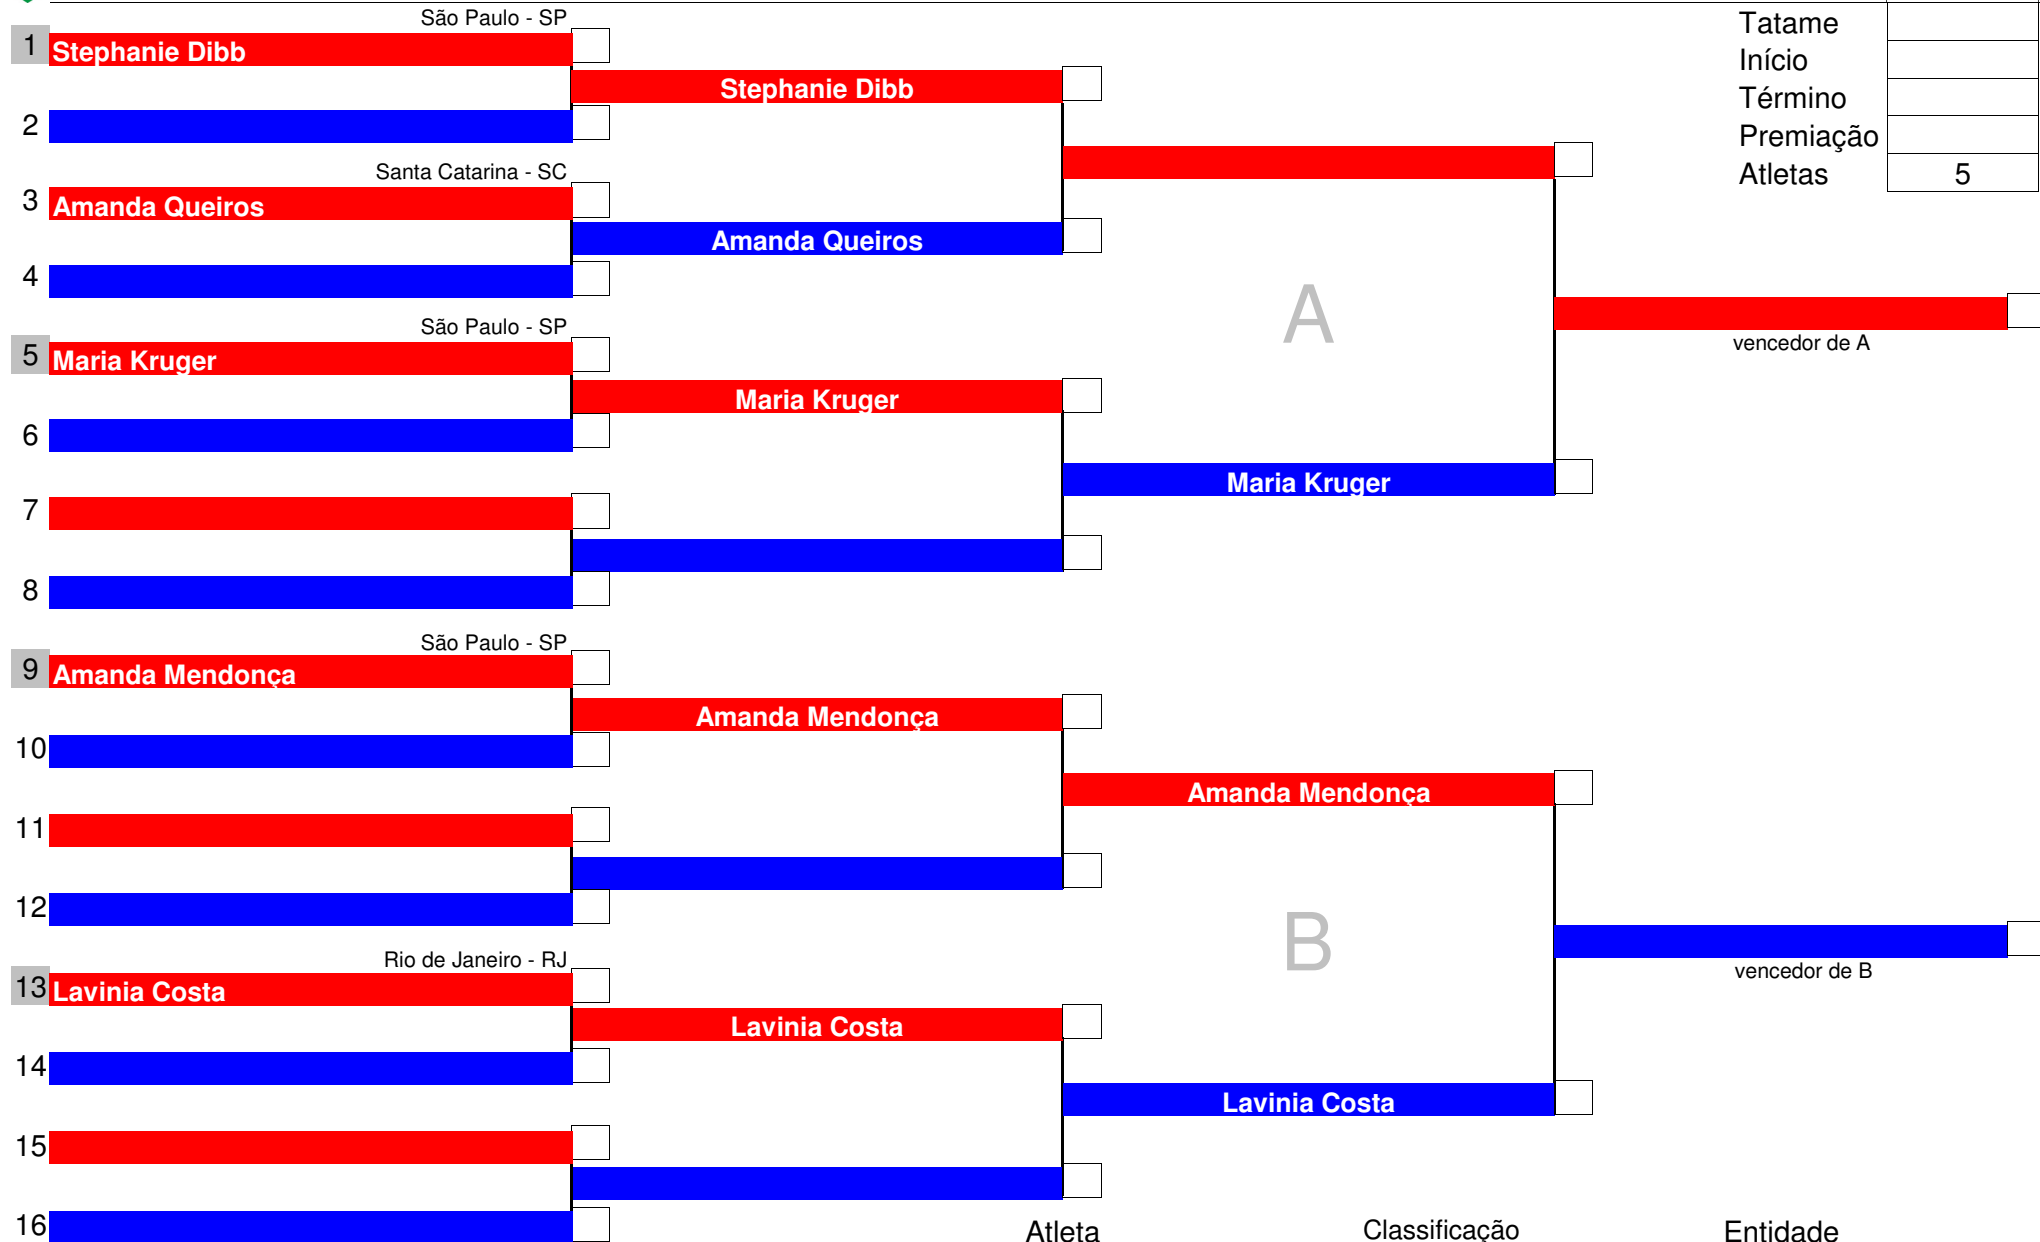 São Paulo - SP
1 Stephanie Dibb
Stephanie Dibb
2
Santa Catarina - SC
3 Amanda Queiros
Amanda Queiros
4
São Paulo - SP
5 Maria Kruger
Maria Kruger
6
Maria Kruger
7
8
A
vencedor de A
São Paulo - SP
9 Amanda Mendonça
Amanda Mendonça
10
Amanda Mendonça
11
12
B
vencedor de B
Rio de Janeiro - RJ
13 Lavinia Costa
Lavinia Costa
14
Lavinia Costa
15
16
Tatame
Início
Término
Premiação
Atletas 5
Atleta Classificação Entidade